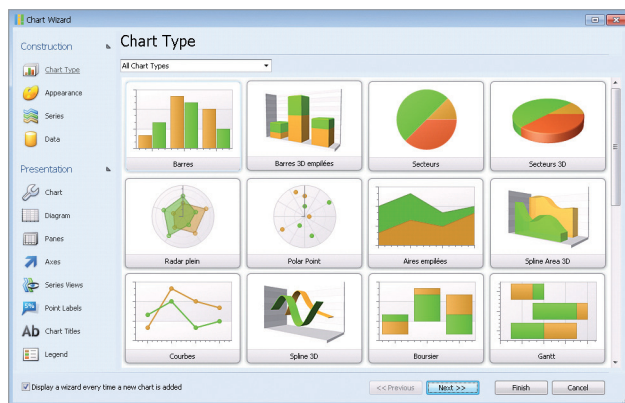 Chart Wizard
Construction
Chart Type
Appearance
Series
Data
Presentation
Chart
Diagram
Panes
Axes
Series Views
5%
Point Labels
Ab
Chart Titles
Legend
Chart Type
All Chart Types
Barres
Barres 3D empilées
Secteurs
Secteurs 3D
Radar plein
Polar Point
Aires empilées
Spline Area 3D
Courbes
Spline 3D
Boursier
Gantt
Display a wizard every time a new chart is added
<< Previous
Next >>
Finish
Cancel